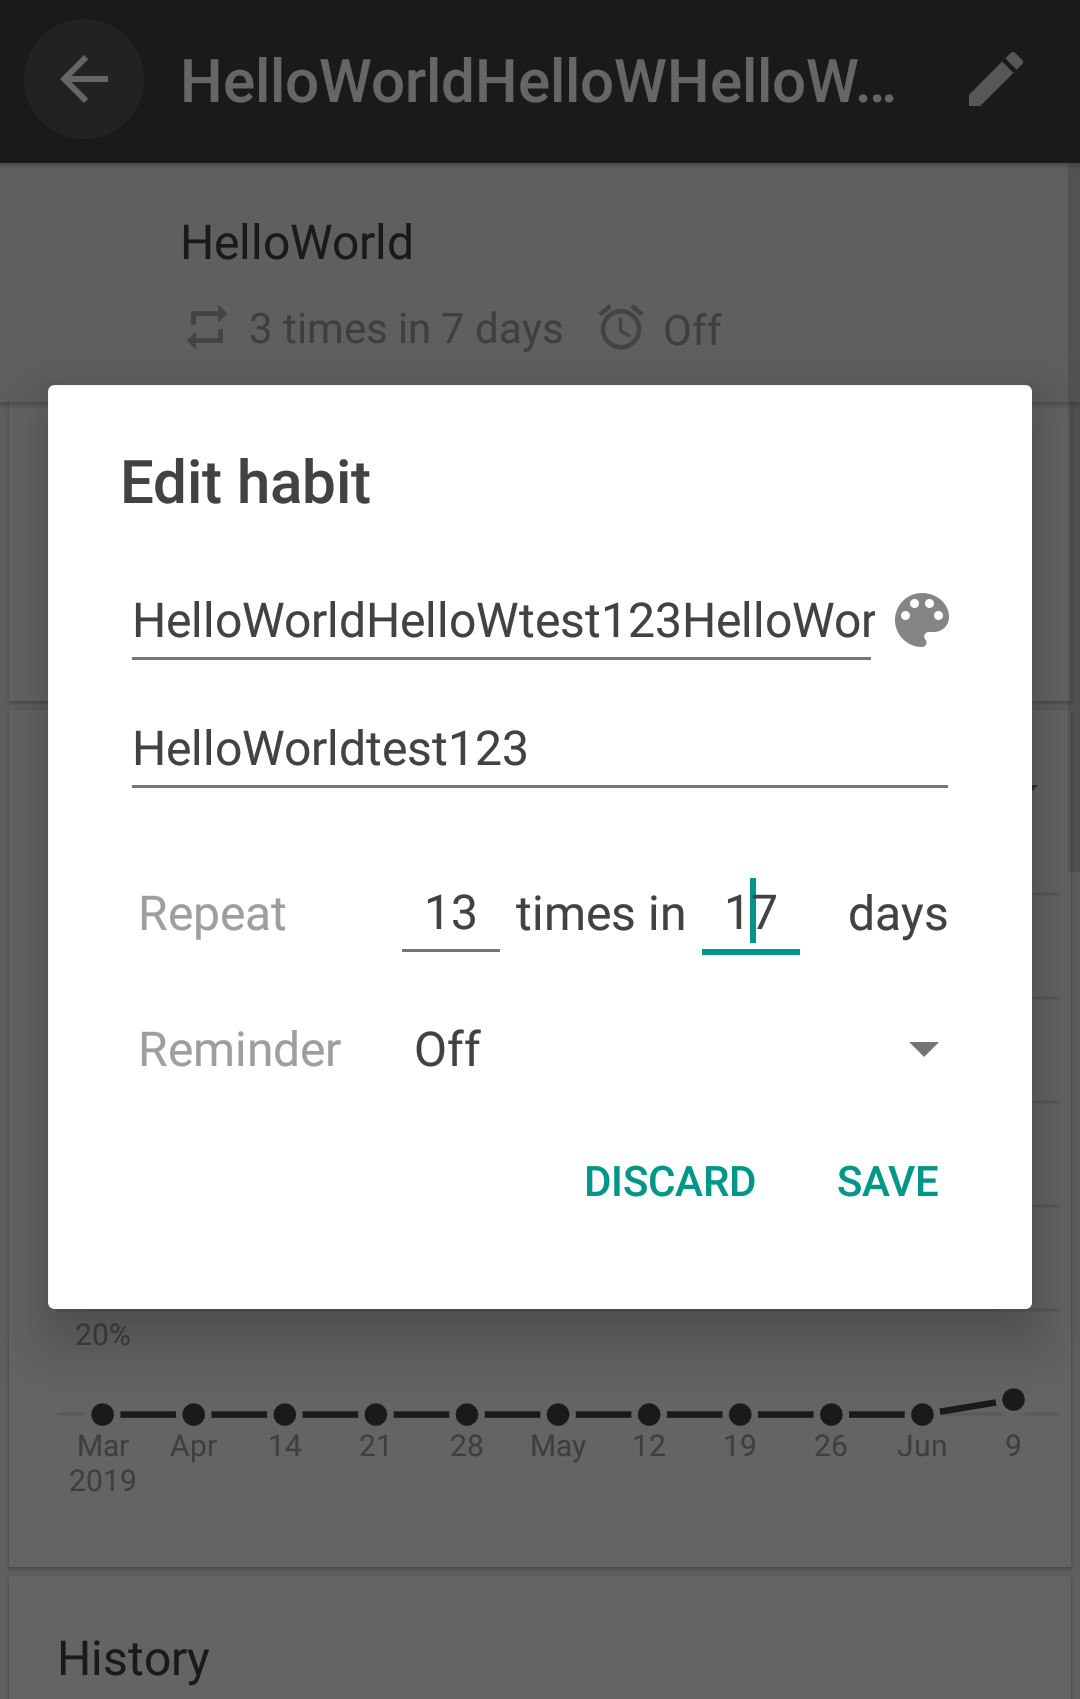 HelloWorldHelloWHelloW...
HelloWorld
3 times in 7 days Off
Edit habit
HelloWorldHelloWtest123HelloWor
HelloWorldtest123
Repeat 13 times in 17 days
Reminder Off
DISCARD SAVE
20%
Mar Apr 14 21 28 May 12 19 26 Jun 9
2019
History